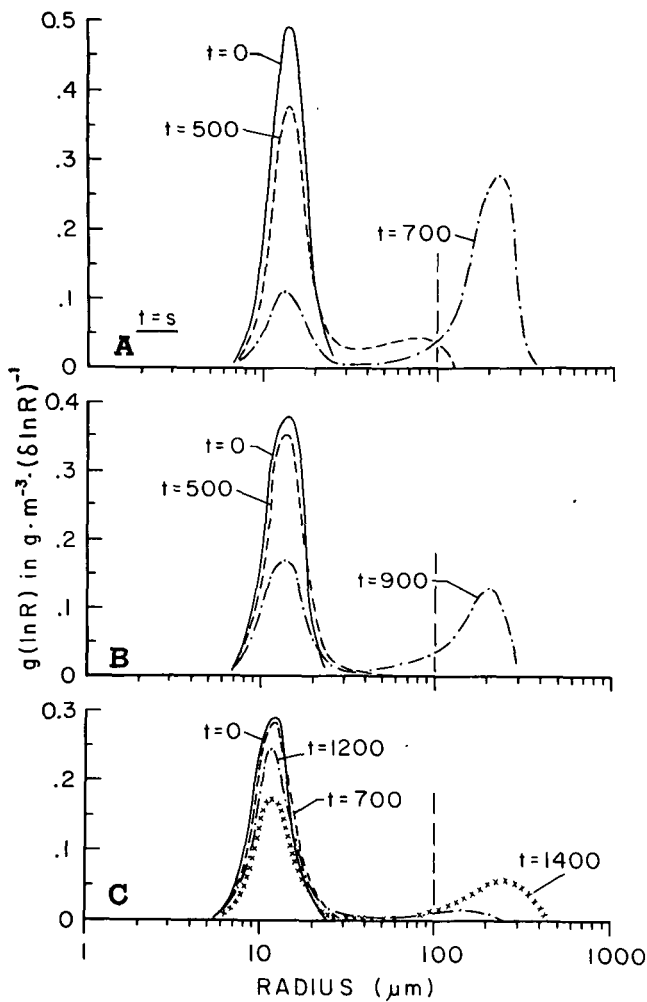 g(lnR) in g·m⁻³·(δlnR)⁻¹
0.5
.4
.3
.2
.1
0
t=0
t=500
t=700
t=s
A
0.4
.3
.2
.1
0
t=0
t=500
t=900
B
0.3
.2
.1
0
t=0
t=1200
t=700
t=1400
C
1 10 100 1000
RADIUS (μm)